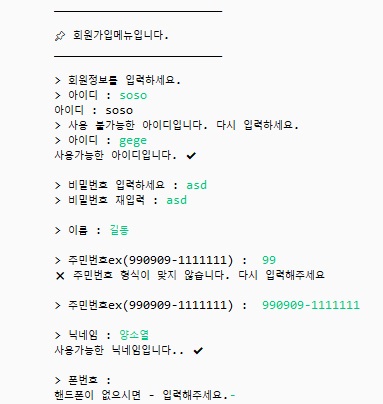 📌 회원가입메뉴입니다.
> 회원정보를 입력하세요.
> 아이디 : soso
아이디 : soso
> 사용 불가능한 아이디입니다. 다시 입력하세요.
> 아이디 : gege
사용가능한 아이디입니다. ✔
> 비밀번호 입력하세요 : asd
> 비밀번호 재입력 : asd
> 이름 : 길동
> 주민번호ex(990909-1111111) : 99
❌ 주민번호 형식이 맞지 않습니다. 다시 입력해주세요
> 주민번호ex(990909-1111111) : 990909-1111111
> 닉네임 : 양소열
사용가능한 닉네임입니다.. ✔
> 폰번호 :
핸드폰이 없으시면 - 입력해주세요.-